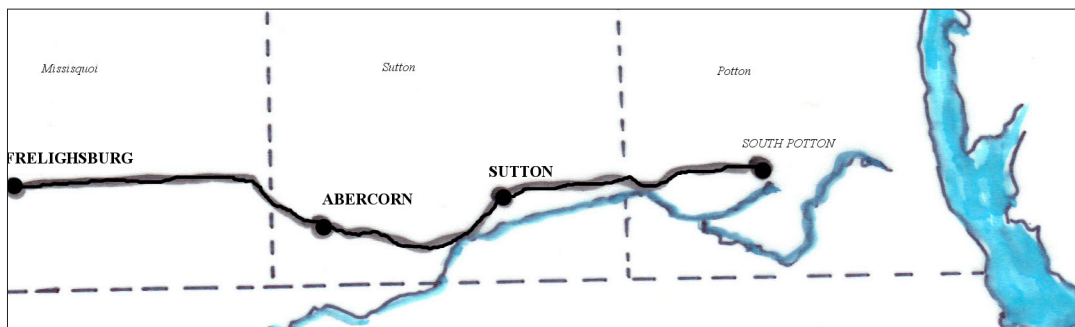 Missisquoi
Sutton
Potton
FRELIGHSBURG
ABERCORN
SUTTON
SOUTH POTTON